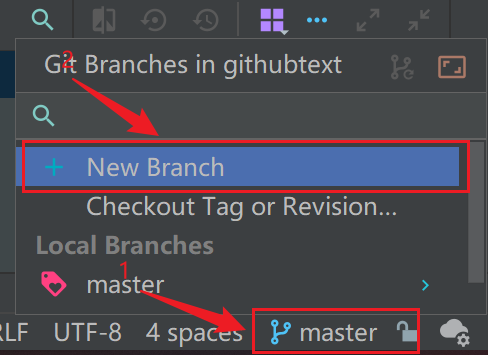 Git Branches in githubtext
2
New Branch
Checkout Tag or Revision...
Local Branches
master
1
RLF UTF-8 4 spaces master